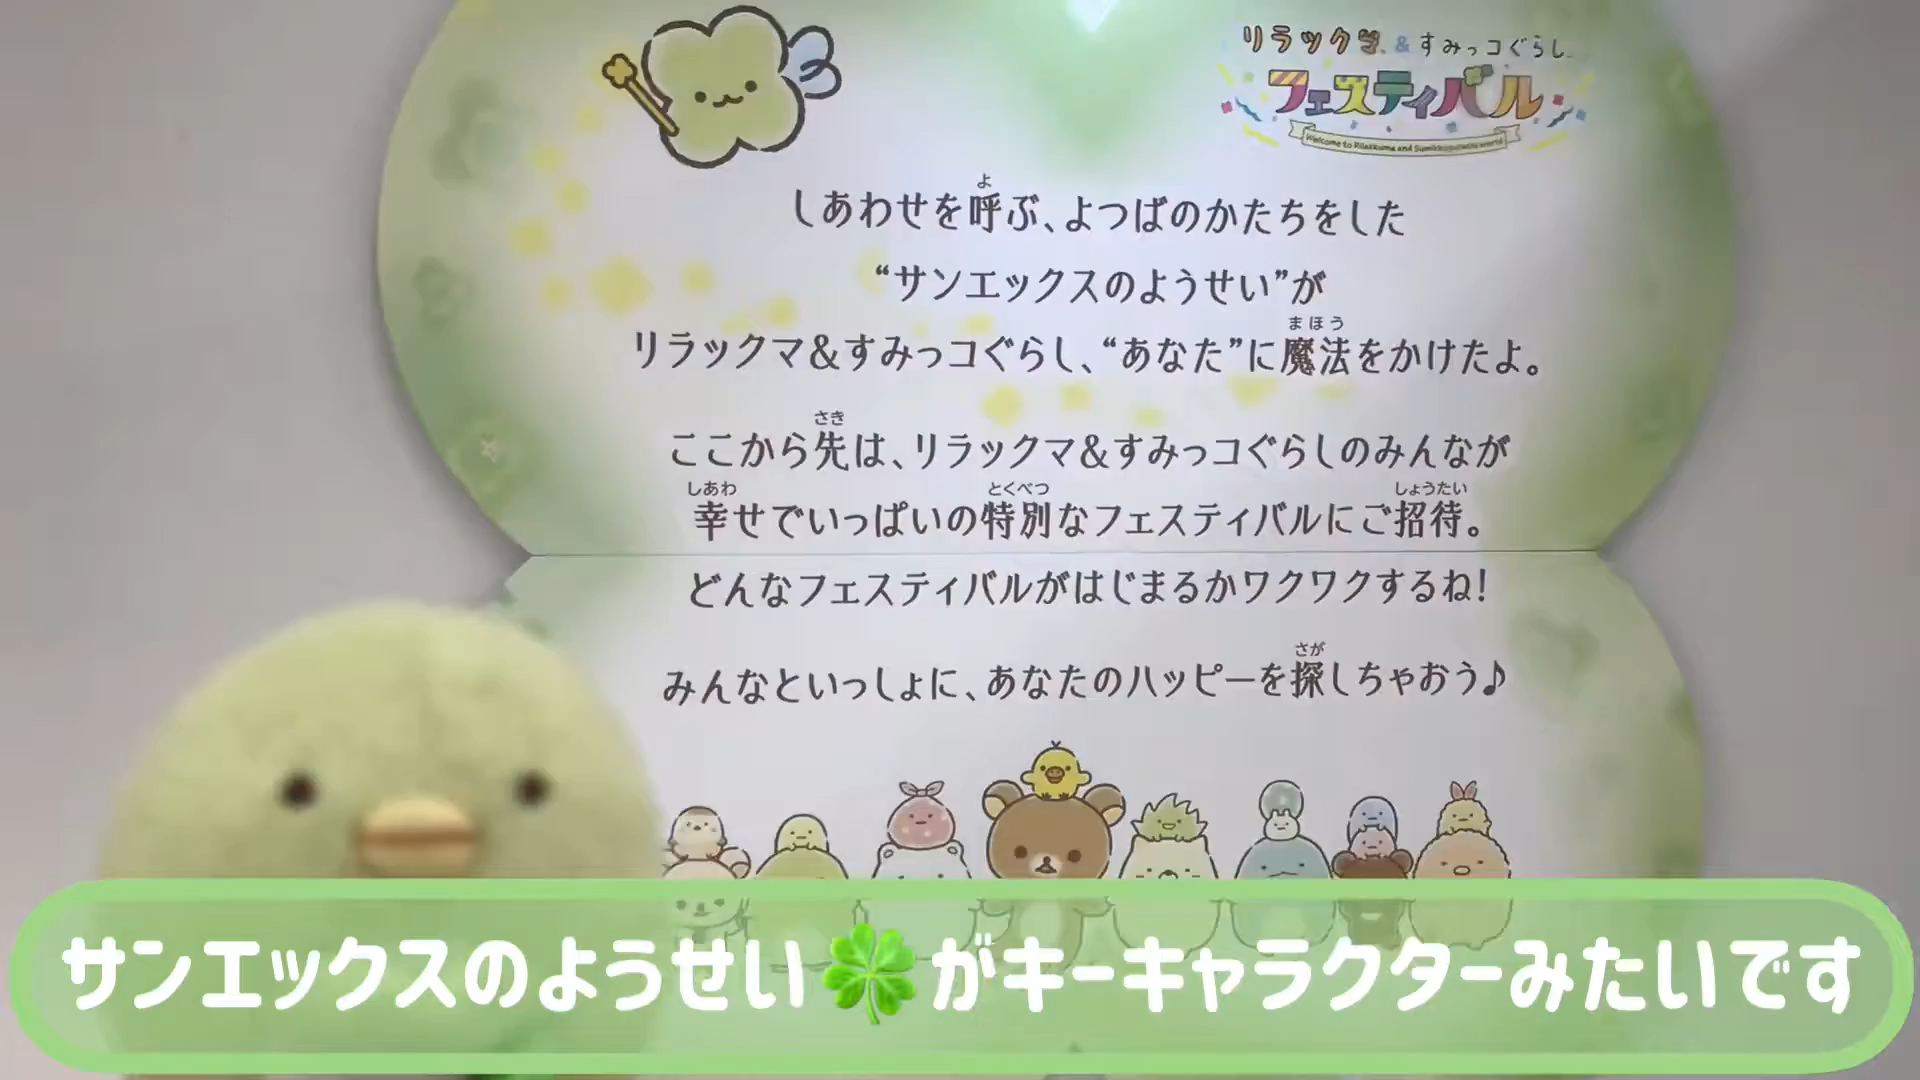 リラックマ&すみっコぐらし
フェスティバル
Welcome to Rilakkuma and Sumikkogurashi world
しあわせを呼ぶ、よつばのかたちをした
“サンエックスのようせい”が
リラックマ&すみっコぐらし、“あなた”に魔法をかけたよ。
ここから先は、リラックマ&すみっコぐらしのみんなが
幸せでいっぱいの特別なフェスティバルにご招待。
どんなフェスティバルがはじまるかワクワクするね!
みんなといっしょに、あなたのハッピーを探しちゃおう♪
サンエックスのようせい🍀がキーキャラクターみたいです